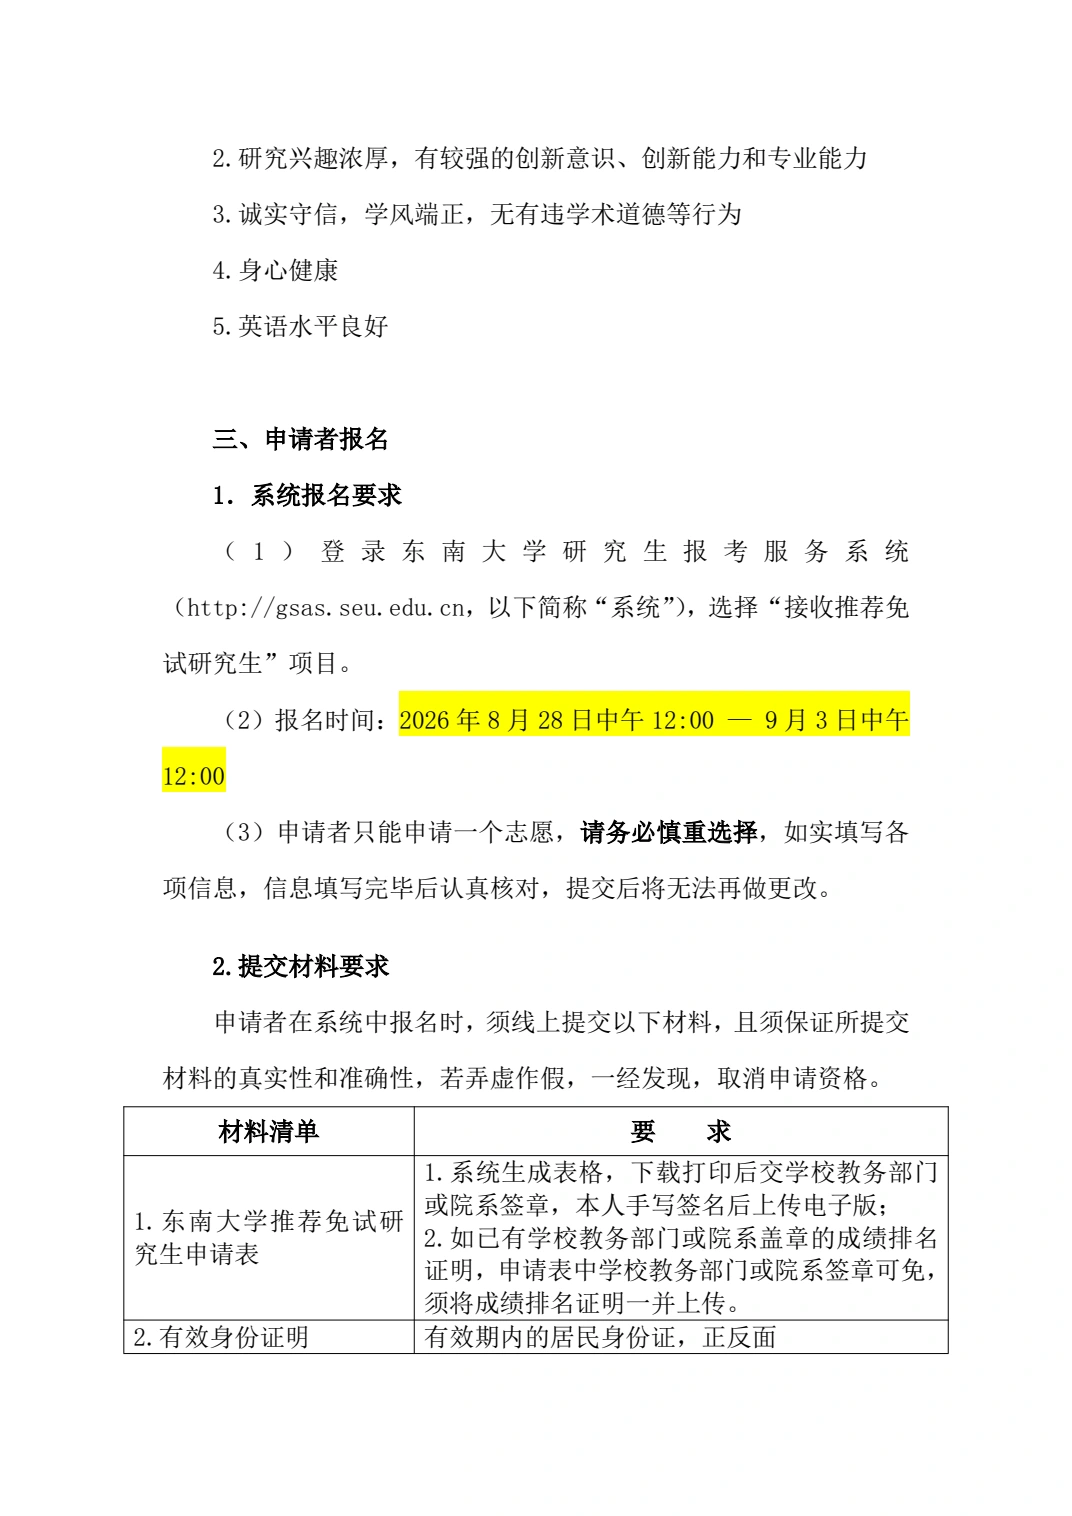 2.研究兴趣浓厚，有较强的创新意识、创新能力和专业能力
3.诚实守信，学风端正，无有违学术道德等行为
4.身心健康
5.英语水平良好
三、申请者报名
1. 系统报名要求
（1）登录东南大学研究生报考服务系统
（http://gsas.seu.edu.cn，以下简称“系统”），选择“接收推荐免
试研究生”项目。
（2）报名时间：2026 年 8 月 28 日中午 12:00 — 9 月 3 日中午
12:00
（3）申请者只能申请一个志愿，请务必慎重选择，如实填写各
项信息，信息填写完毕后认真核对，提交后将无法再做更改。
2.提交材料要求
申请者在系统中报名时，须线上提交以下材料，且须保证所提交
材料的真实性和准确性，若弄虚作假，一经发现，取消申请资格。
材料清单
要 求
1.东南大学推荐免试研
究生申请表
1.系统生成表格，下载打印后交学校教务部门
或院系签章，本人手写签名后上传电子版；
2.如已有学校教务部门或院系盖章的成绩排名
证明，申请表中学校教务部门或院系签章可免，
须将成绩排名证明一并上传。
2.有效身份证明
有效期内的居民身份证，正反面